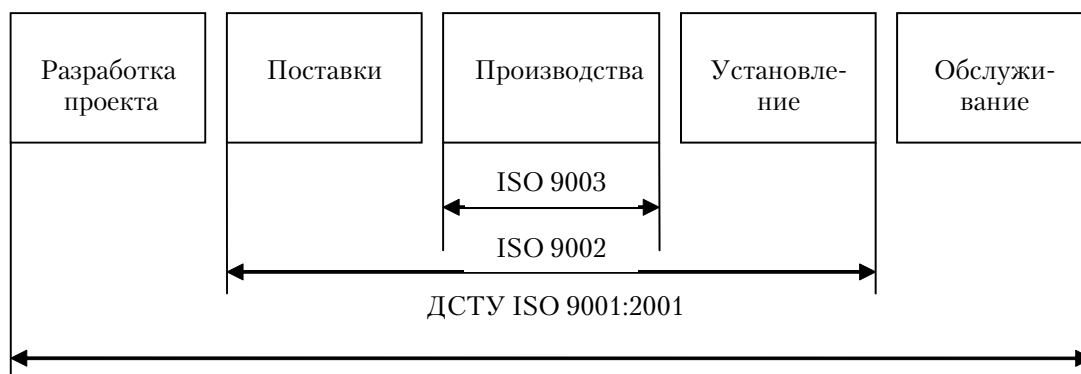 Разработка
проекта
Поставки
Производства
Установле-
ние
Обслужи-
вание
ISO 9003
ISO 9002
ДСТУ ISO 9001:2001